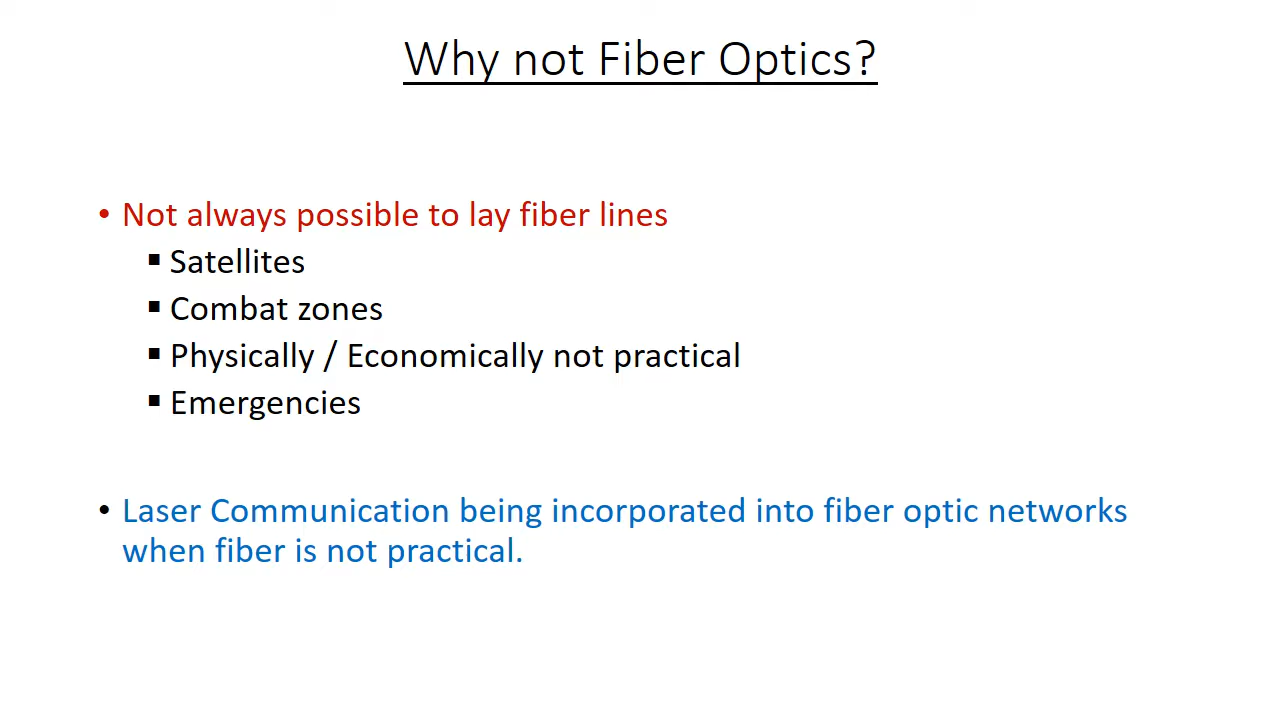 Why not Fiber Optics?
• Not always possible to lay fiber lines
▪ Satellites
▪ Combat zones
▪ Physically / Economically not practical
▪ Emergencies
• Laser Communication being incorporated into fiber optic networks
when fiber is not practical.